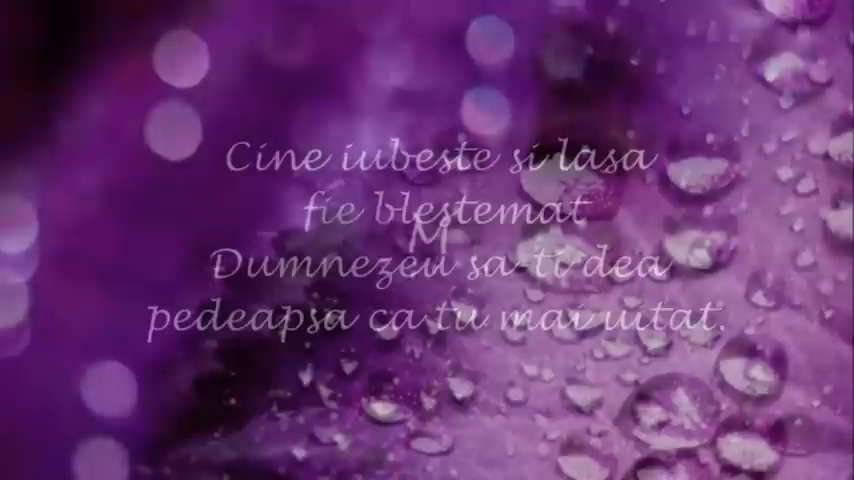 Cine iubeste si lasa
fie blestemat
M
Dumnezeu sa-ti dea
pedeapsa ca tu mai uitat.